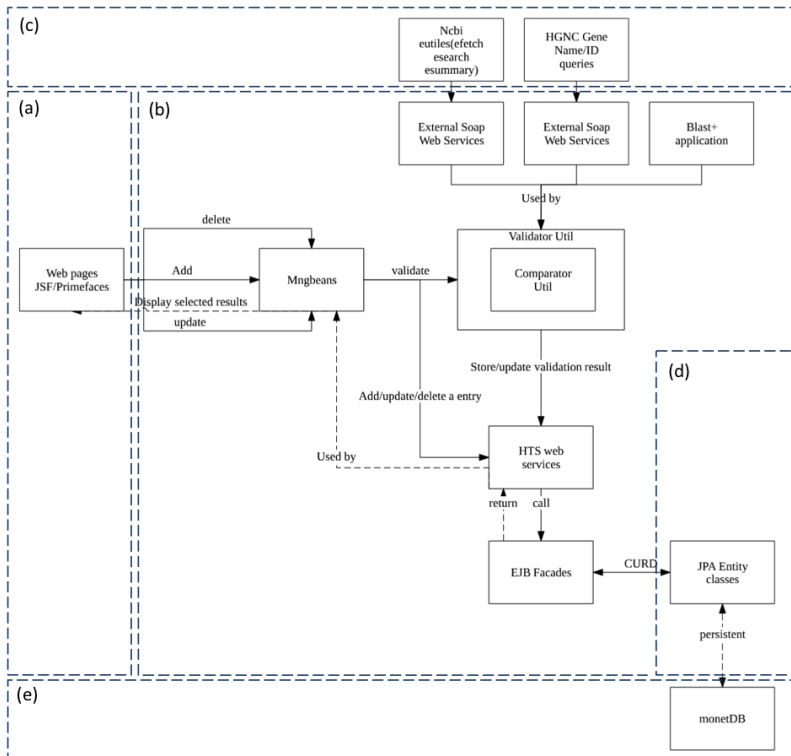 (c)
Ncbi
eutiles(efetch
esearch
esummary)
HGNC Gene
Name/ID
queries
(a)
(b)
External Soap
Web Services
External Soap
Web Services
Blast+
application
Used by
delete
Validator Util
Web pages
JSF/Primefaces
Add
Mngbeans
validate
Comparator
Util
Display selected results
update
Store/update validation result
(d)
Add/update/delete a entry
HTS web
services
Used by
return
call
EJB Facades
CURD
JPA Entity
classes
persistent
(e)
monetDB